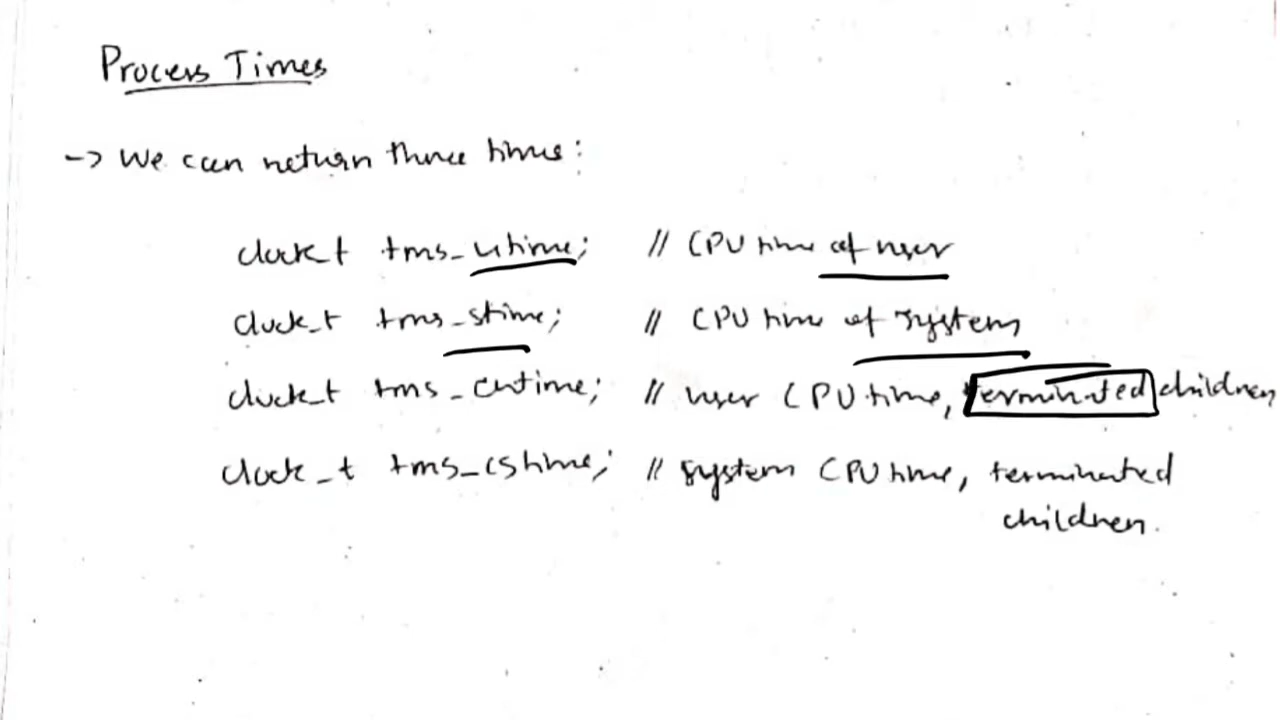 Process Times
-> We can return three times:
clock_t tms_utime; // CPU time of user
clock_t tms_stime; // CPU time of system
clock_t tms_cutime; // user CPU time, terminated children
clock_t tms_cstime; // system CPU time, terminated
children.